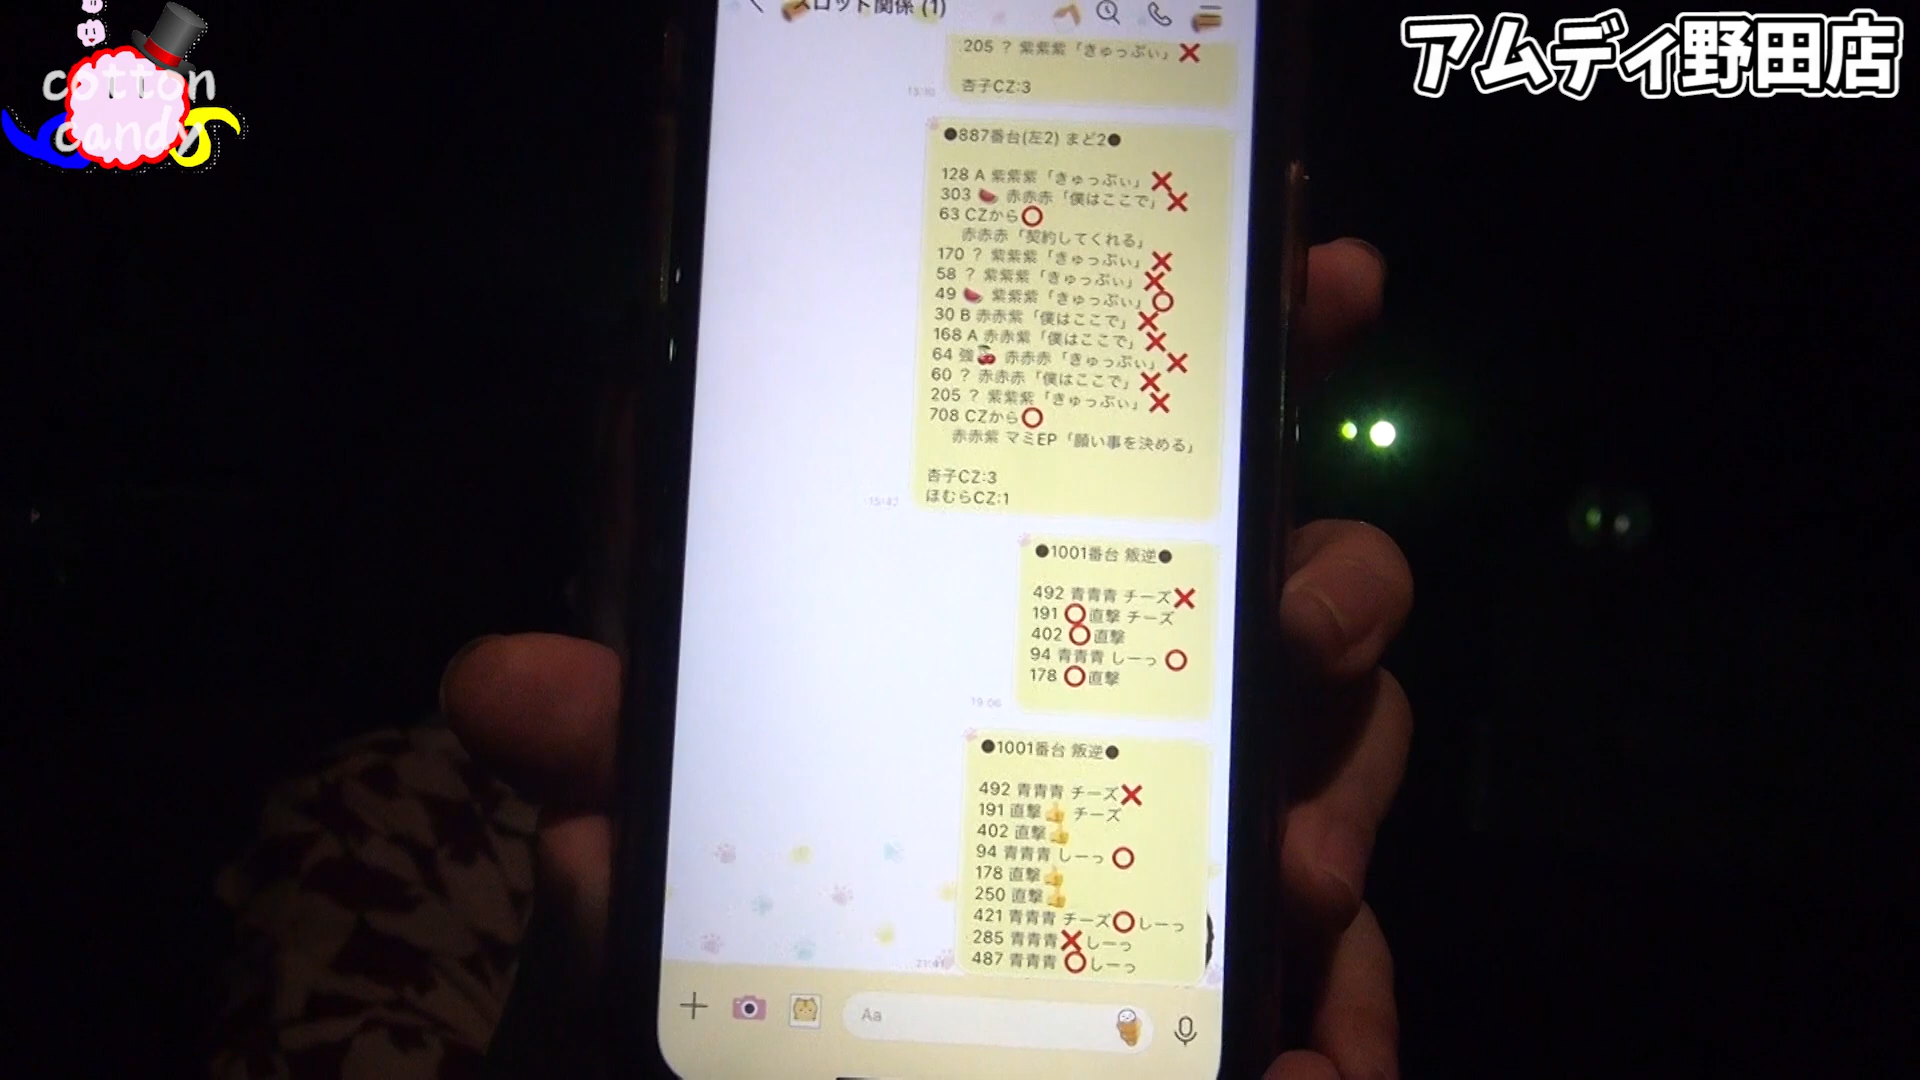 cotton
candy
アムディ野田店
スロット関係 (1)
205 ? 紫紫紫「きゅっぷぃ」❌
杏子CZ:3
15:10
●887番台(左2) まど2●
128 A 紫紫紫「きゅっぷぃ」❌
303 🍉 赤赤赤「僕はここで」❌
63 CZから⭕
赤赤赤「契約してくれる」
170 ? 紫紫紫「きゅっぷぃ」❌
58 ? 紫紫紫「きゅっぷぃ」❌
49 🍉 紫紫紫「きゅっぷぃ」⭕
30 B 赤赤紫「僕はここで」❌
168 A 赤赤紫「僕はここで」❌
64 強🍒 赤赤赤「きゅっぷぃ」❌
60 ? 赤赤赤「僕はここで」❌
205 ? 紫紫紫「きゅっぷぃ」❌
708 CZから⭕
赤赤紫 マミEP「願い事を決める」
杏子CZ:3
ほむらCZ:1
15:42
●1001番台 叛逆●
492 青青青 チーズ❌
191 ⭕直撃 チーズ
402 ⭕直撃
94 青青青 しーっ ⭕
178 ⭕直撃
19:06
●1001番台 叛逆●
492 青青青 チーズ❌
191 直撃👍 チーズ
402 直撃👍
94 青青青 しーっ ⭕
178 直撃👍
250 直撃👍
421 青青青 チーズ⭕しーっ
285 青青青❌しーっ
487 青青青 ⭕しーっ
Aa